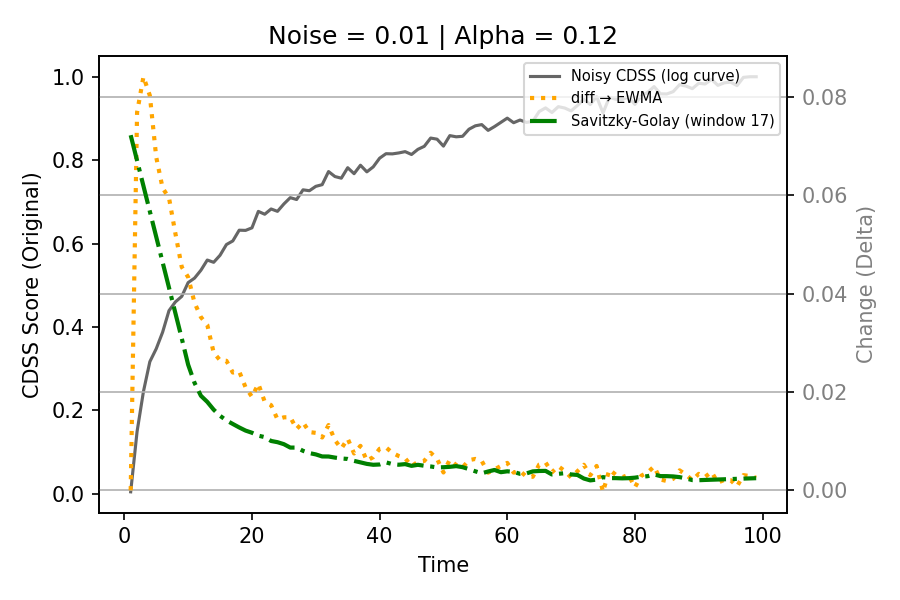 Noise = 0.01 | Alpha = 0.12
Noisy CDSS (log curve)
diff → EWMA
Savitzky-Golay (window 17)
CDSS Score (Original)
1.0
0.8
0.6
0.4
0.2
0.0
0.08
0.06
0.04
0.02
0.00
Change (Delta)
0
20
40
60
80
100
Time